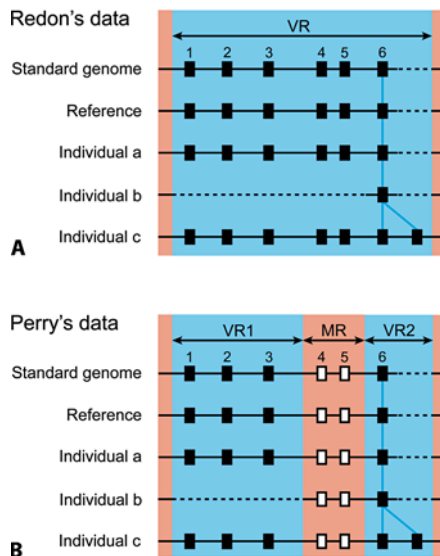 Redon's data
VR
1 2 3 4 5 6
Standard genome
Reference
Individual a
Individual b
Individual c
A
Perry's data
VR1 MR VR2
1 2 3 4 5 6
Standard genome
Reference
Individual a
Individual b
Individual c
B